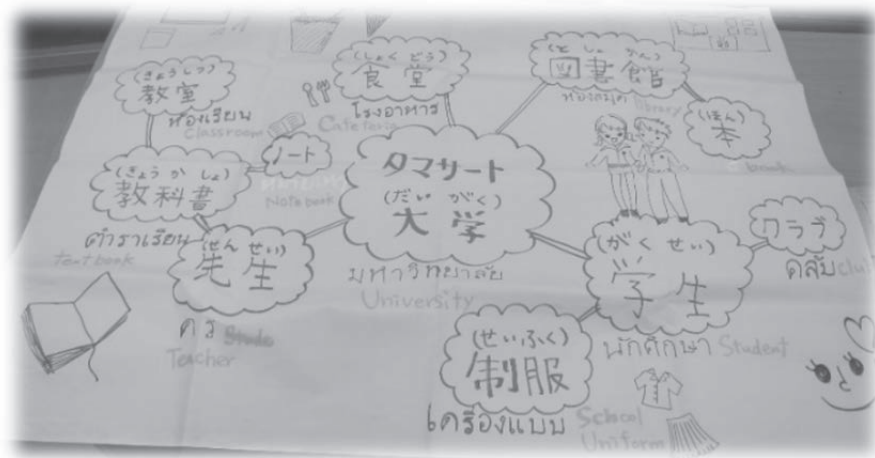 (きょうしつ)
教室
ห้องเรียน
Classroom
(しょくどう)
食堂
โรงอาหาร
Cafeteria
(としょかん)
図書館
ห้องสมุด library
(ほん)
本
book
(きょうかしょ)
教科書
ตำราเรียน
textbook
ノート
Notebook
タマサート
(だいがく)
大学
มหาวิทยาลัย
University
(せんせい)
先生
ครู
Teacher
(がくせい)
学生
นักศึกษา Student
クラブ
คลับ club
(せいふく)
制服
เครื่องแบบ School
Uniform